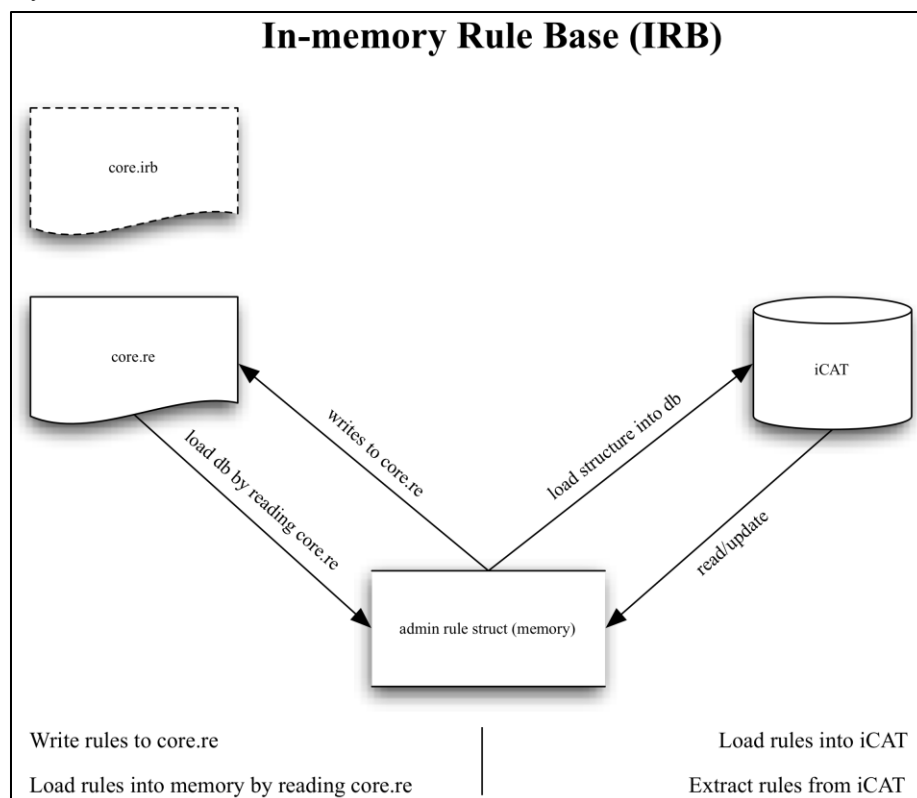 In-memory Rule Base (IRB)
core.irb
core.re
iCAT
writes to core.re
load structure into db
load db by reading core.re
read/update
admin rule struct (memory)
Write rules to core.re
Load rules into iCAT
Load rules into memory by reading core.re
Extract rules from iCAT